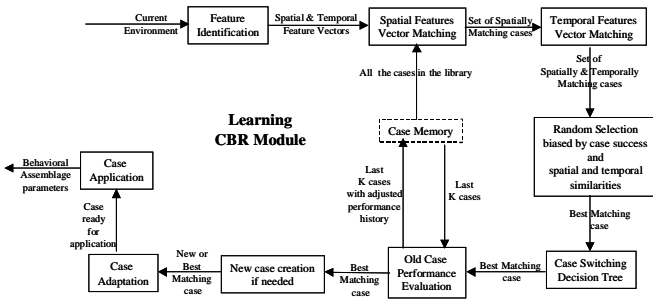 Current
Environment
Feature
Identification
Spatial & Temporal
Feature Vectors
Spatial Features
Vector Matching
Set of Spatially
Matching cases
Temporal Features
Vector Matching
All the cases in the library
Set of
Spatially & Temporally
Matching cases
Learning
CBR Module
Case Memory
Random Selection
biased by case success
and
spatial and temporal
similarities
Behavioral
Assemblage
parameters
Case
Application
Last
K cases
with adjusted
performance
history
Last
K cases
Case
ready
for
application
Best Matching
case
New or
Best
Matching
case
Case
Adaptation
New case creation
if needed
Best
Matching
case
Old Case
Performance
Evaluation
Best Matching
case
Case Switching
Decision Tree